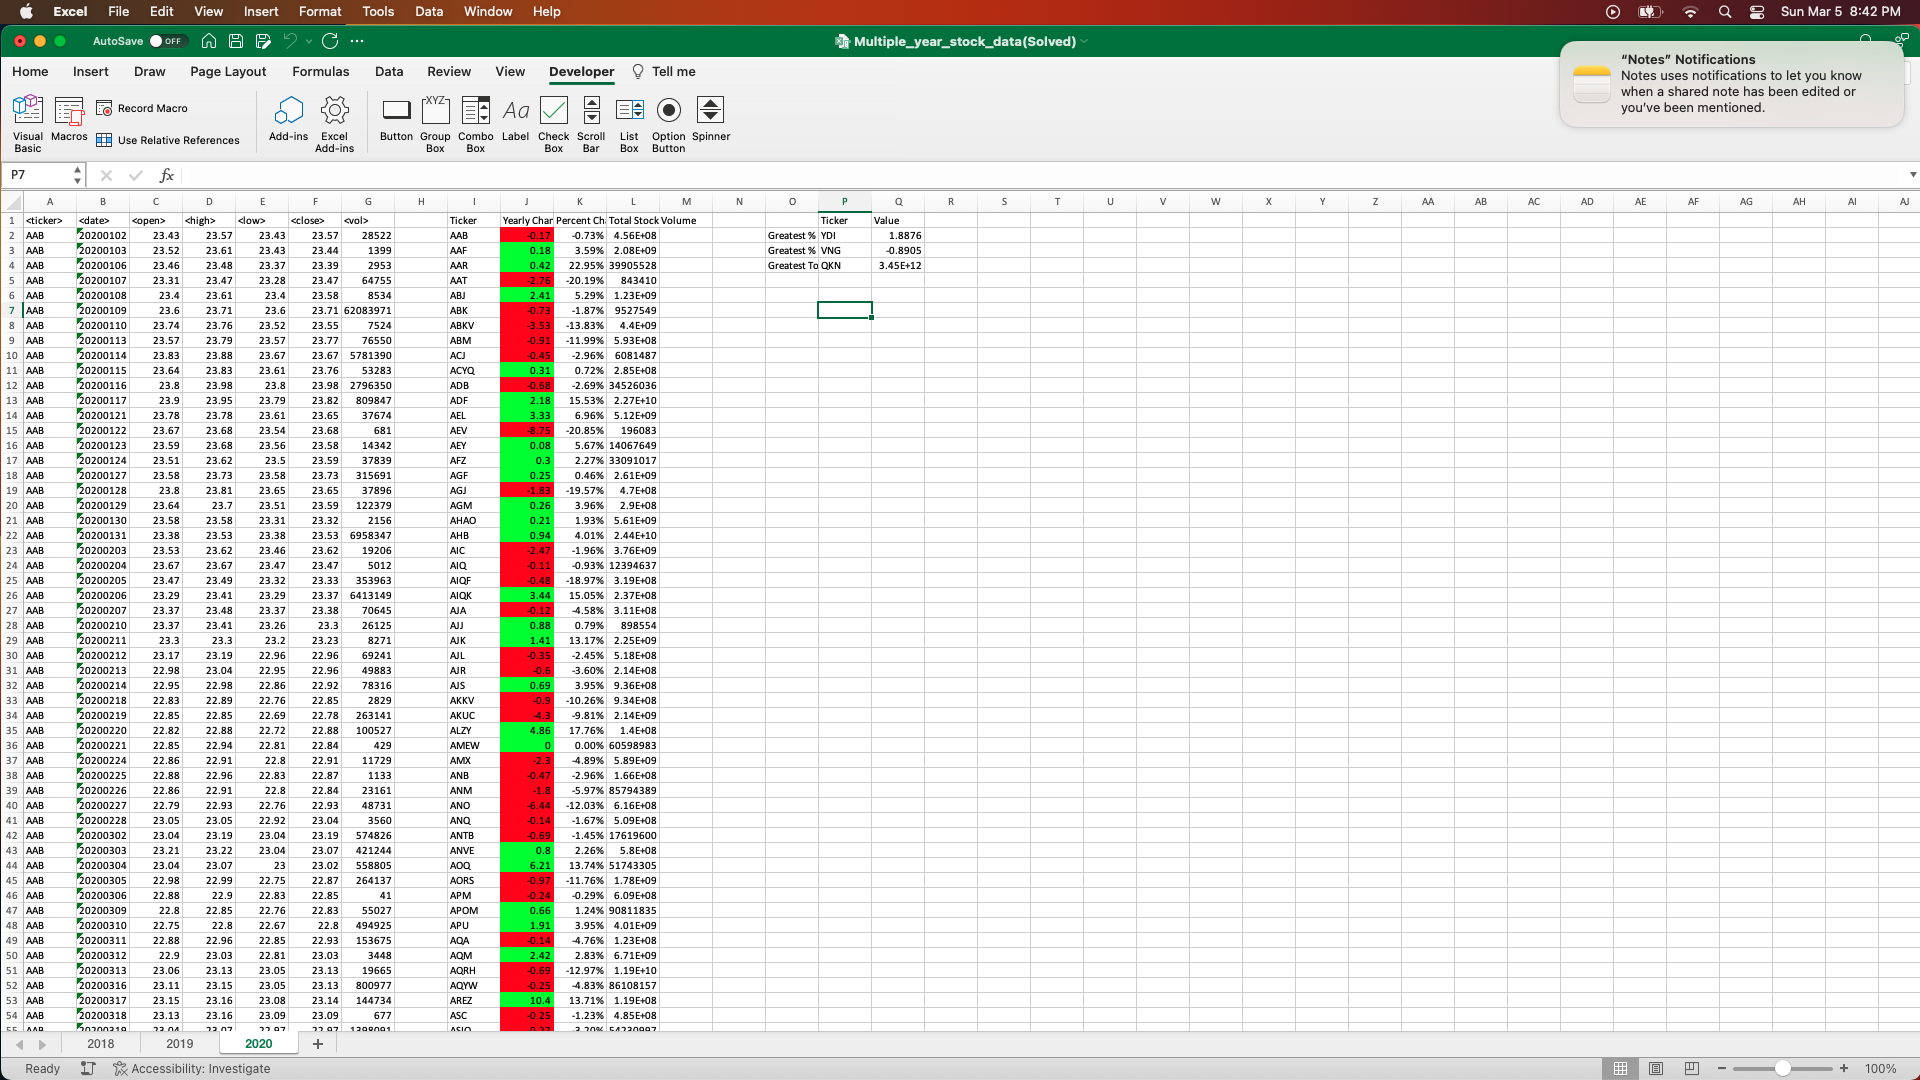 Excel File Edit View Insert Format Tools Data Window Help Sun Mar 5 8:42 PM
AutoSave OFF Multiple_year_stock_data(Solved)
"Notes" Notifications
Notes uses notifications to let you know
when a shared note has been edited or
you've been mentioned.
Home Insert Draw Page Layout Formulas Data Review View Developer Tell me
Visual Basic Macros Record Macro Use Relative References Add-ins Excel Add-ins Button Group Box Combo Box Label Check Box Scroll Bar List Box Option Button Spinner
P7 fx
A B C D E F G H I J K L M N O P Q R S T U V W X Y Z AA AB AC AD AE AF AG AH AI AJ
1 <ticker> <date> <open> <high> <low> <close> <vol> Ticker Yearly Char Percent Ch Total Stock Volume Ticker Value
2 AAB 20200102 23.43 23.57 23.43 23.57 28522 AAB -0.17 -0.73% 4.56E+08 Greatest % YDI 1.8876
3 AAB 20200103 23.52 23.61 23.43 23.44 1399 AAF 0.18 3.59% 2.08E+09 Greatest % VNG -0.8905
4 AAB 20200106 23.46 23.48 23.37 23.39 2953 AAR 0.42 22.95% 39905528 Greatest To QKN 3.45E+12
5 AAB 20200107 23.31 23.47 23.28 23.47 64755 AAT -2.76 -20.19% 843410
6 AAB 20200108 23.4 23.61 23.4 23.58 8534 ABJ 2.41 5.29% 1.23E+09
7 AAB 20200109 23.6 23.71 23.6 23.71 62083971 ABK -0.73 -1.87% 9527549
8 AAB 20200110 23.74 23.76 23.52 23.55 7524 ABKV -3.53 -13.83% 4.4E+09
9 AAB 20200113 23.57 23.79 23.57 23.77 76550 ABM -0.91 -11.99% 5.93E+08
10 AAB 20200114 23.83 23.88 23.67 23.67 5781390 ACJ -0.45 -2.96% 6081487
11 AAB 20200115 23.64 23.83 23.61 23.76 53283 ACYQ 0.31 0.72% 2.85E+08
12 AAB 20200116 23.8 23.98 23.8 23.98 2796350 ADB -0.68 -2.69% 34526036
13 AAB 20200117 23.9 23.95 23.79 23.82 809847 ADF 2.18 15.53% 2.27E+10
14 AAB 20200121 23.78 23.78 23.61 23.65 37674 AEL 3.33 6.96% 5.12E+09
15 AAB 20200122 23.67 23.68 23.54 23.68 681 AEV -8.75 -20.85% 196083
16 AAB 20200123 23.59 23.68 23.56 23.58 14342 AEY 0.08 5.67% 14067649
17 AAB 20200124 23.51 23.62 23.5 23.59 37839 AFZ 0.3 2.27% 33091017
18 AAB 20200127 23.58 23.73 23.58 23.73 315691 AGF 0.25 0.46% 2.61E+09
19 AAB 20200128 23.8 23.81 23.65 23.65 37896 AGJ -1.83 -19.57% 4.7E+08
20 AAB 20200129 23.64 23.7 23.51 23.59 122379 AGM 0.26 3.96% 2.9E+08
21 AAB 20200130 23.58 23.58 23.31 23.32 2156 AHAO 0.21 1.93% 5.61E+09
22 AAB 20200131 23.38 23.53 23.38 23.53 6958347 AHB 0.94 4.01% 2.44E+10
23 AAB 20200203 23.53 23.62 23.46 23.62 19206 AIC -2.47 -1.96% 3.76E+09
24 AAB 20200204 23.67 23.67 23.47 23.47 5012 AIQ -0.11 -0.93% 12394637
25 AAB 20200205 23.47 23.49 23.32 23.33 353963 AIQF -0.48 -18.97% 3.19E+08
26 AAB 20200206 23.29 23.41 23.29 23.37 6413149 AIQK 3.44 15.05% 2.37E+08
27 AAB 20200207 23.37 23.48 23.37 23.38 70645 AJA -0.12 -4.58% 3.11E+08
28 AAB 20200210 23.37 23.41 23.26 23.3 26125 AJJ 0.88 0.79% 898554
29 AAB 20200211 23.3 23.3 23.2 23.23 8271 AJK 1.41 13.17% 2.25E+09
30 AAB 20200212 23.17 23.19 22.96 22.96 69241 AJL -0.35 -2.45% 5.18E+08
31 AAB 20200213 22.98 23.04 22.95 22.96 49883 AJR -0.6 -3.60% 2.14E+08
32 AAB 20200214 22.95 22.98 22.86 22.92 78316 AJS 0.69 3.95% 9.36E+08
33 AAB 20200218 22.83 22.89 22.76 22.85 2829 AKKV -0.9 -10.26% 9.34E+08
34 AAB 20200219 22.85 22.85 22.69 22.78 263141 AKUC -4.3 -9.81% 2.14E+09
35 AAB 20200220 22.82 22.88 22.72 22.88 100527 ALZY 4.86 17.76% 1.4E+08
36 AAB 20200221 22.85 22.94 22.81 22.84 429 AMEW 0 0.00% 60598983
37 AAB 20200224 22.86 22.91 22.8 22.91 11729 AMX -2.3 -4.89% 5.89E+09
38 AAB 20200225 22.88 22.96 22.83 22.87 1133 ANB -0.47 -2.96% 1.66E+08
39 AAB 20200226 22.86 22.91 22.8 22.84 23161 ANM -1.8 -5.97% 85794389
40 AAB 20200227 22.79 22.93 22.76 22.93 48731 ANO -6.44 -12.03% 6.16E+08
41 AAB 20200228 23.05 23.05 22.92 23.04 3560 ANQ -0.14 -1.67% 5.09E+08
42 AAB 20200302 23.04 23.19 23.04 23.19 574826 ANTB -0.69 -1.45% 17619600
43 AAB 20200303 23.21 23.22 23.04 23.07 421244 ANVE 0.8 2.26% 5.8E+08
44 AAB 20200304 23.04 23.07 23 23.02 558805 AOQ 6.21 13.74% 51743305
45 AAB 20200305 22.98 22.99 22.75 22.87 264137 AORS -0.97 -11.76% 1.78E+09
46 AAB 20200306 22.88 22.9 22.83 22.85 41 APM -0.24 -0.29% 6.09E+08
47 AAB 20200309 22.8 22.85 22.76 22.83 55027 APOM 0.66 1.24% 90811835
48 AAB 20200310 22.75 22.8 22.67 22.8 494925 APU 1.91 3.95% 4.01E+09
49 AAB 20200311 22.88 22.96 22.85 22.93 153675 AQA -0.14 -4.76% 1.23E+08
50 AAB 20200312 22.9 23.03 22.81 23.03 3448 AQM 2.42 2.83% 6.71E+09
51 AAB 20200313 23.06 23.13 23.05 23.13 19665 AQRH -0.69 -12.97% 1.19E+10
52 AAB 20200316 23.11 23.15 23.05 23.13 800977 AQYW -0.25 -4.83% 86108157
53 AAB 20200317 23.15 23.16 23.08 23.14 144734 AREZ 10.4 13.71% 1.19E+08
54 AAB 20200318 23.13 23.16 23.09 23.09 677 ASC -0.25 -1.23% 4.85E+08
55 AAB 20200319 23.04 23.07 22.97 22.97 1398091 ASIO -0.27 -3.20% 54230997
2018 2019 2020
Ready Accessibility: Investigate 100%